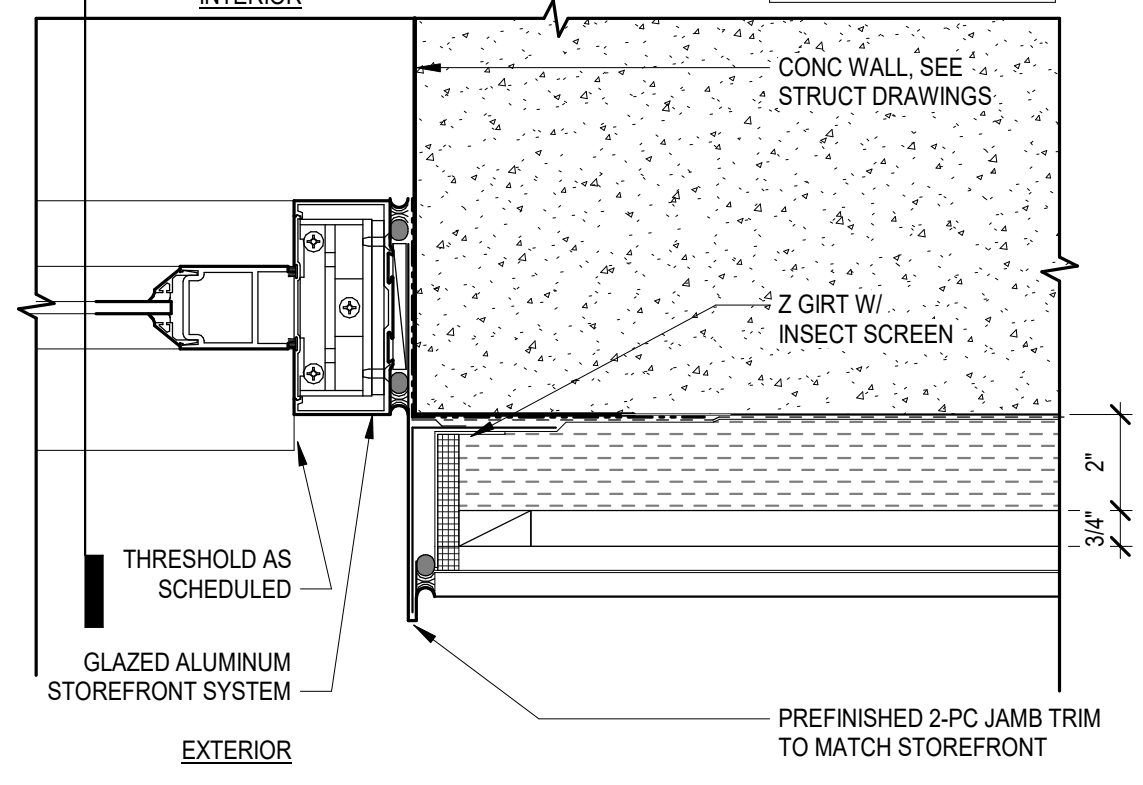 INTERIOR
CONC WALL, SEE
STRUCT DRAWINGS
Z GIRT W/
INSECT SCREEN
2"
3/4"
THRESHOLD AS
SCHEDULED
GLAZED ALUMINUM
STOREFRONT SYSTEM
PREFINISHED 2-PC JAMB TRIM
TO MATCH STOREFRONT
EXTERIOR